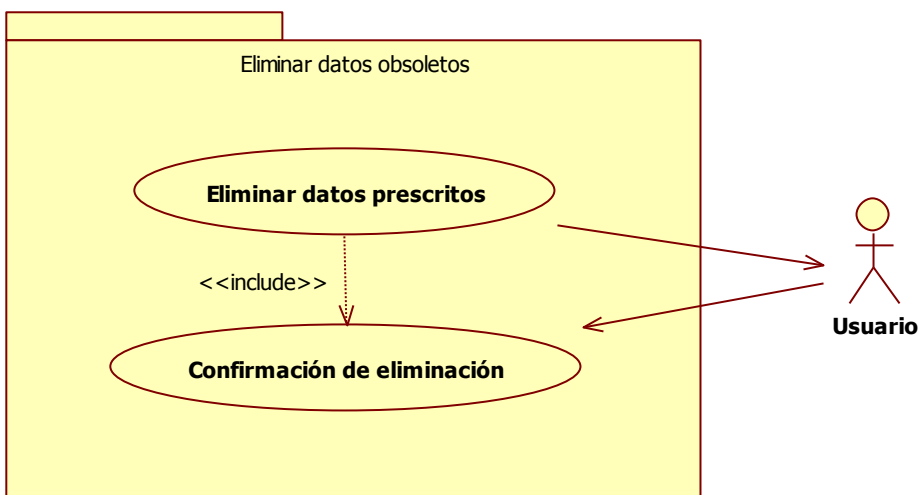 Eliminar datos obsoletos
Eliminar datos prescritos
<<include>>
Usuario
Confirmación de eliminación